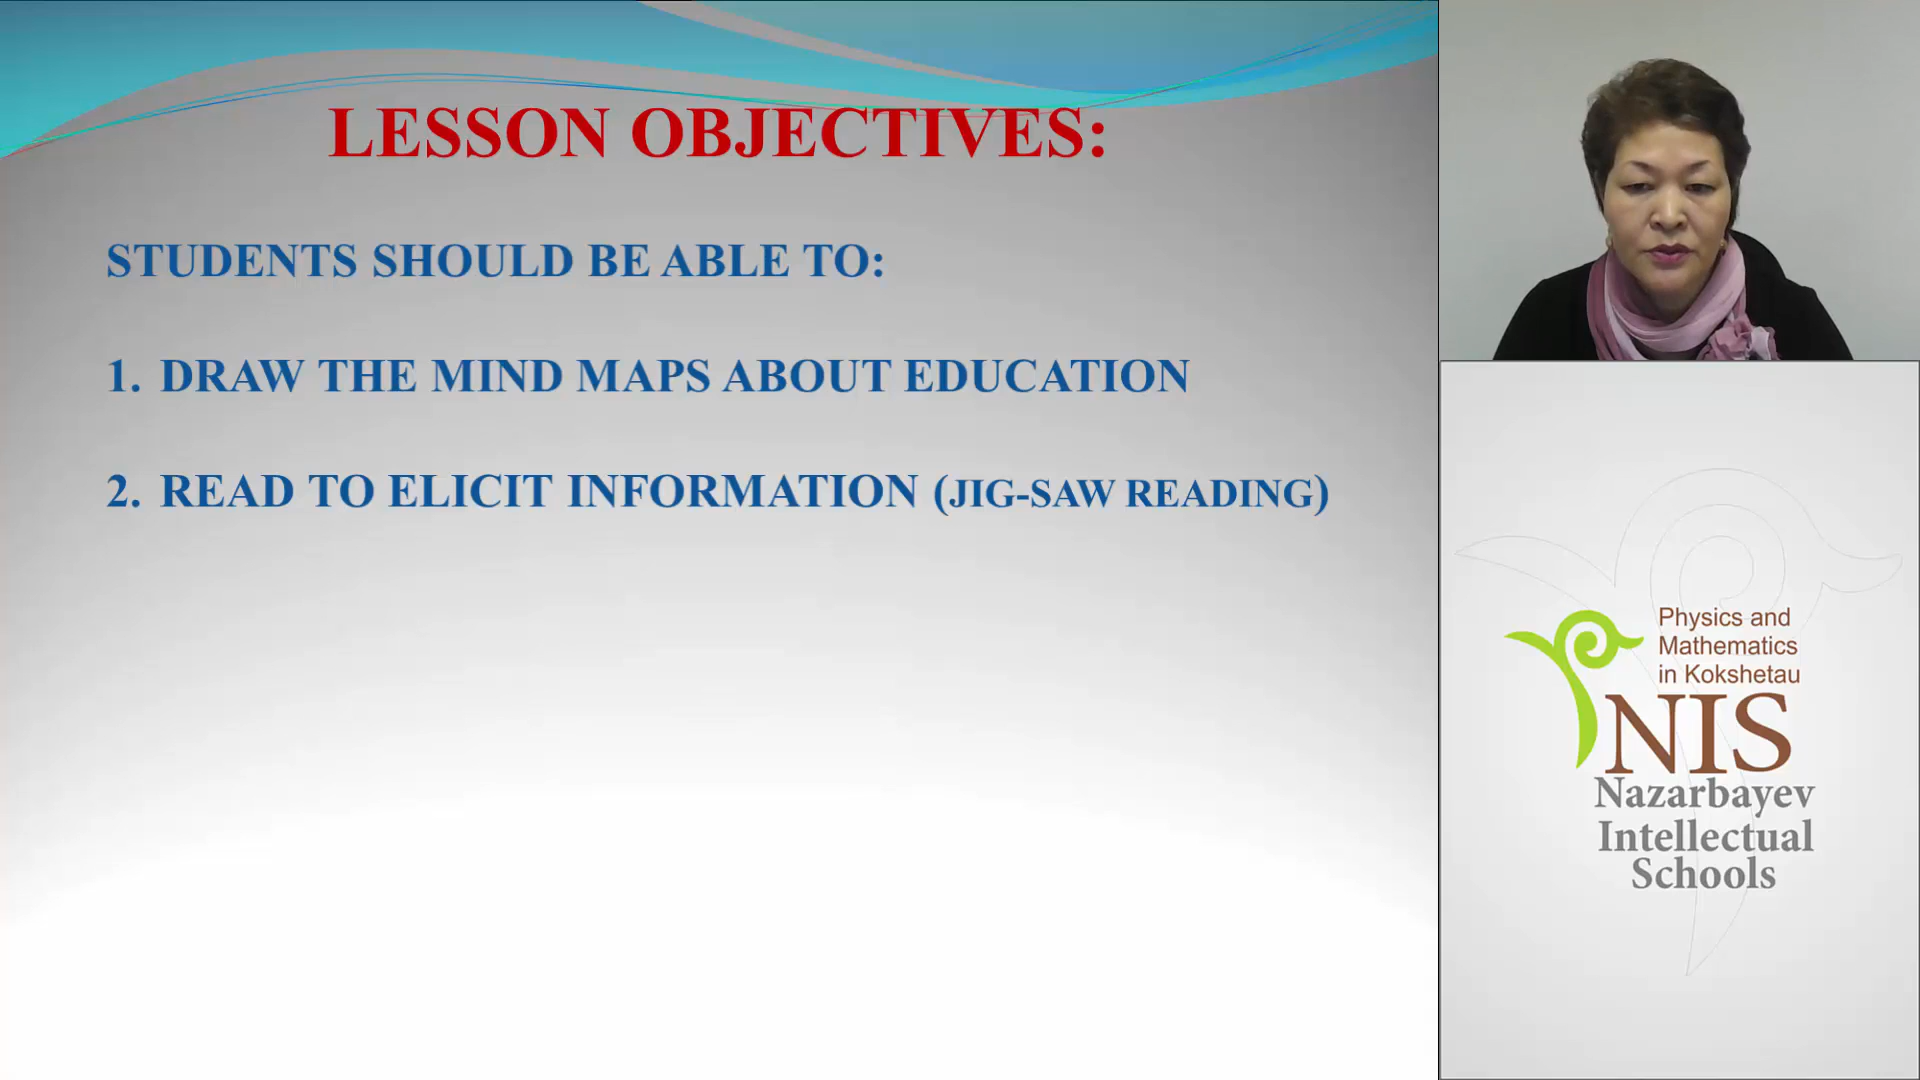 LESSON OBJECTIVES:
STUDENTS SHOULD BE ABLE TO:
1. DRAW THE MIND MAPS ABOUT EDUCATION
2. READ TO ELICIT INFORMATION (JIG-SAW READING)
Physics and
Mathematics
in Kokshetau
NIS
Nazarbayev
Intellectual
Schools